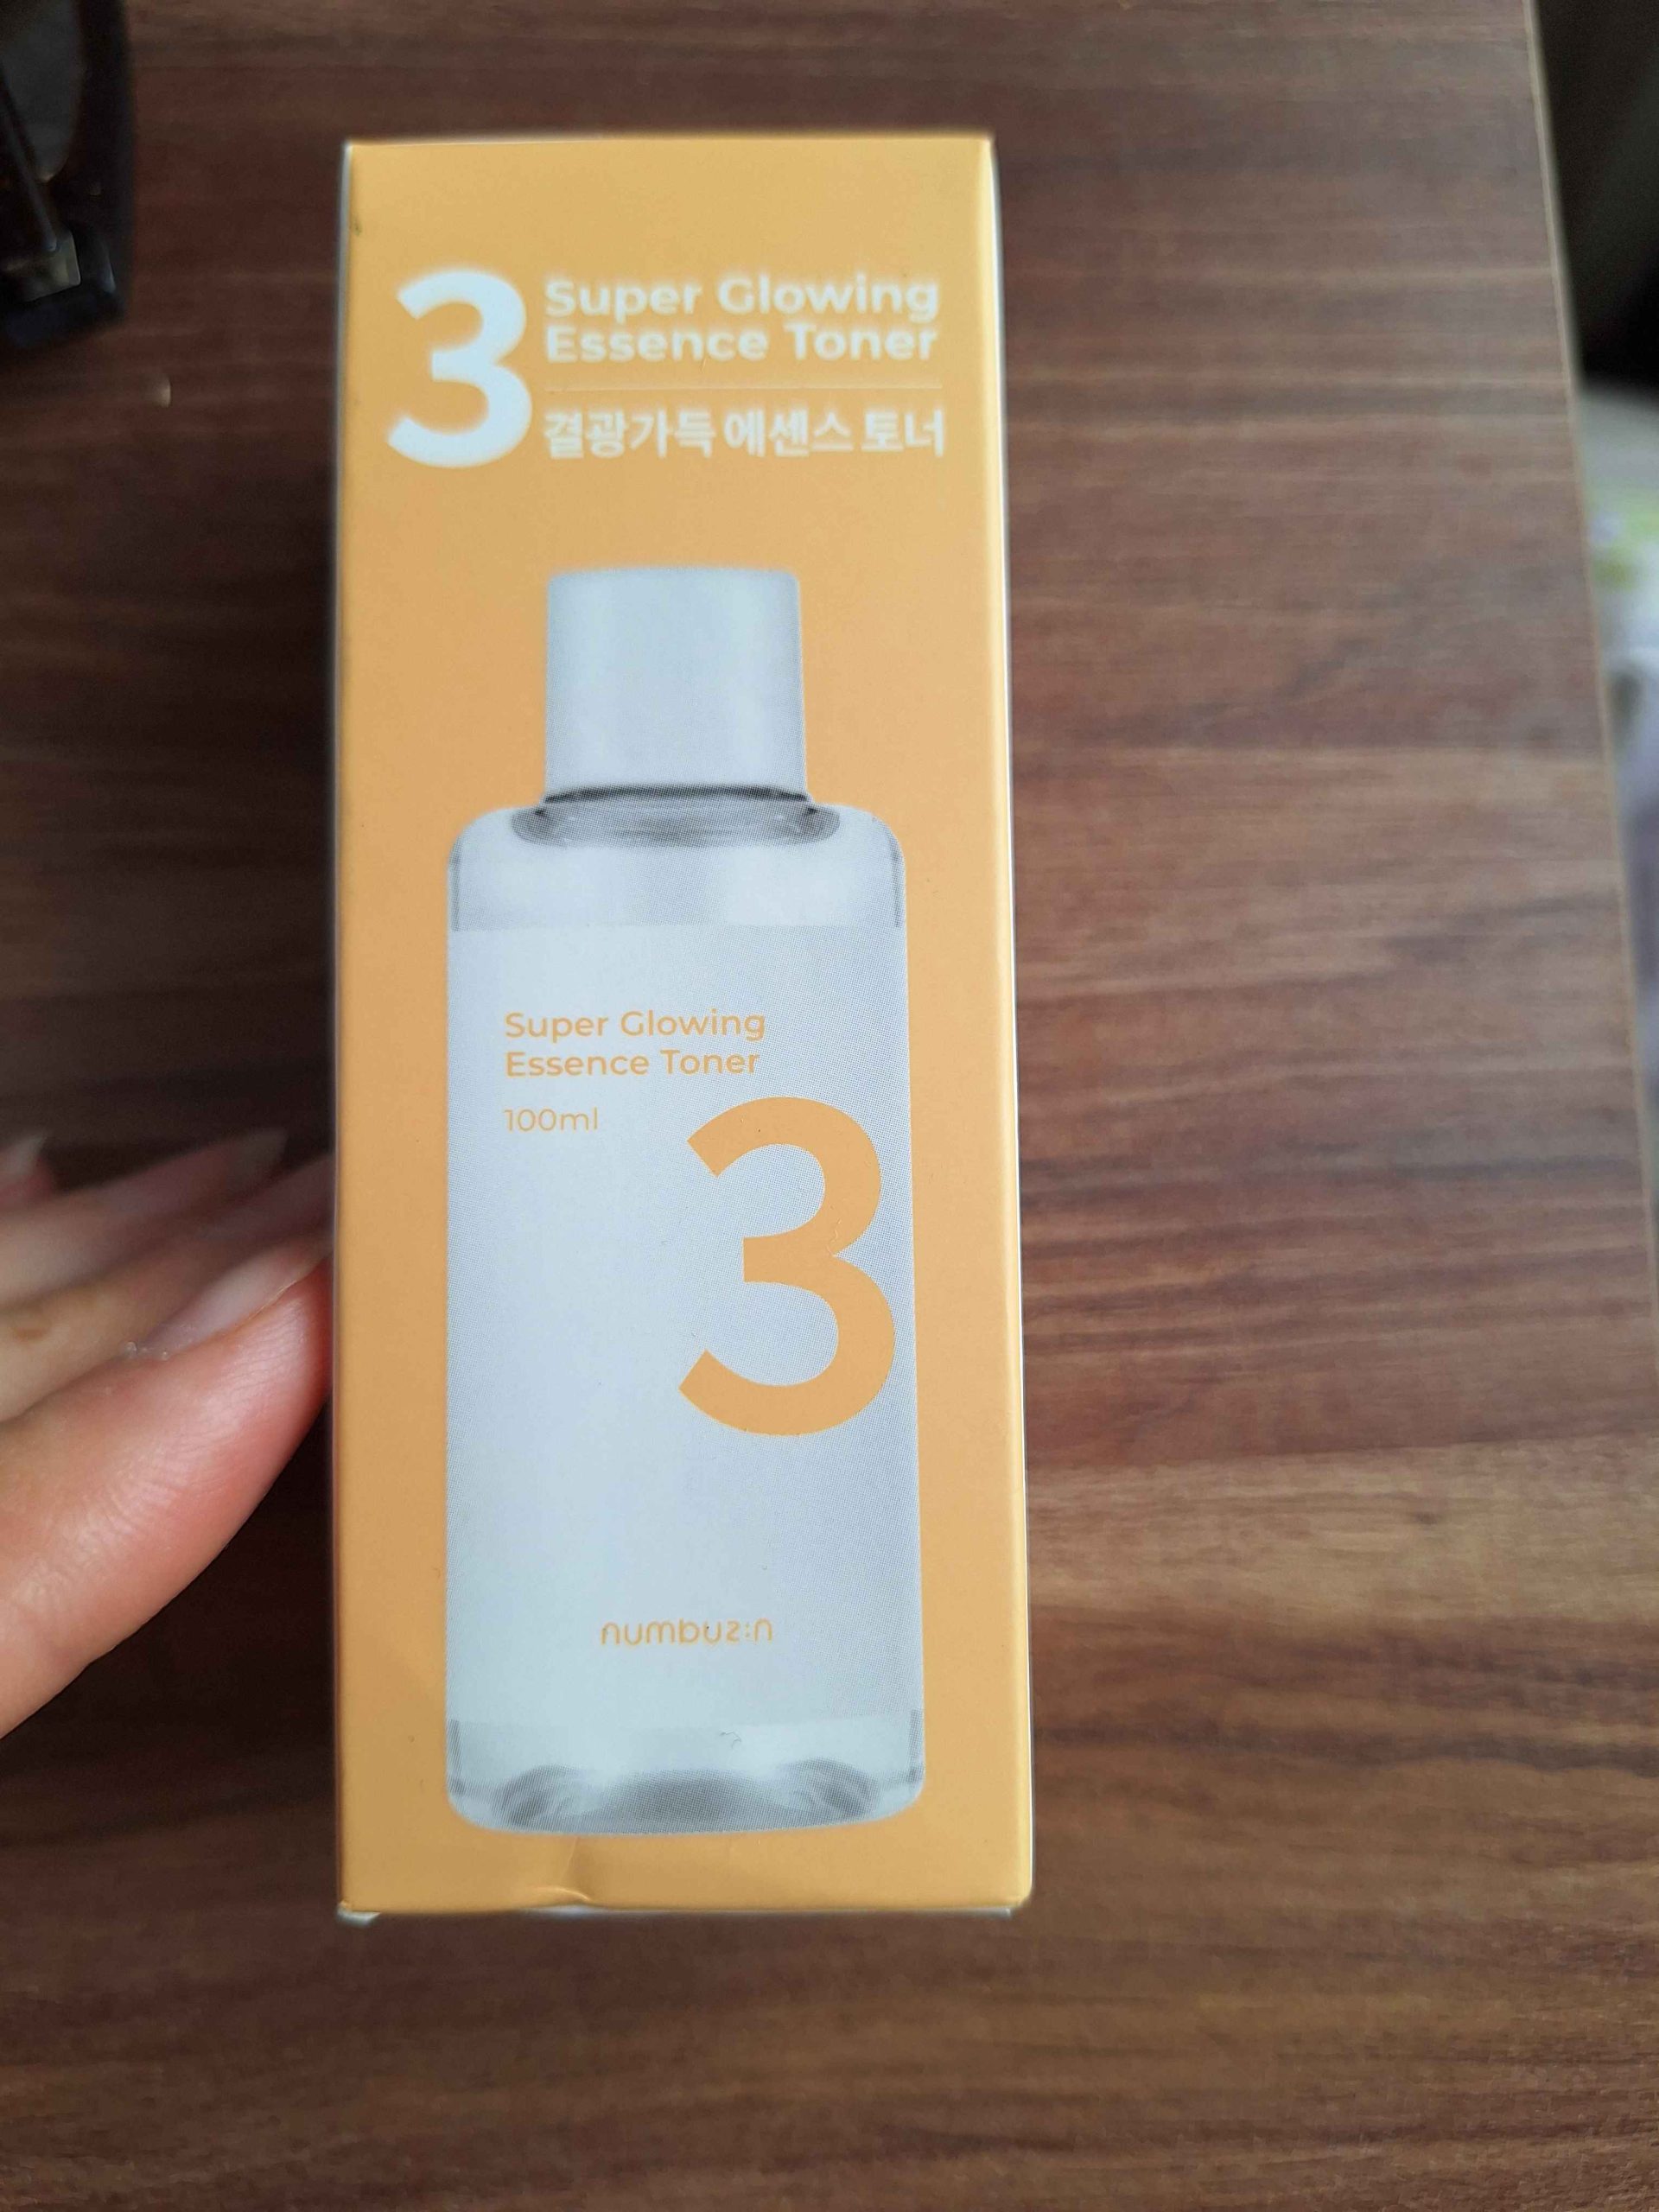 3
Super Glowing
Essence Toner
결광가득 에센스 토너
Super Glowing
Essence Toner
100ml
3
numbuz:n